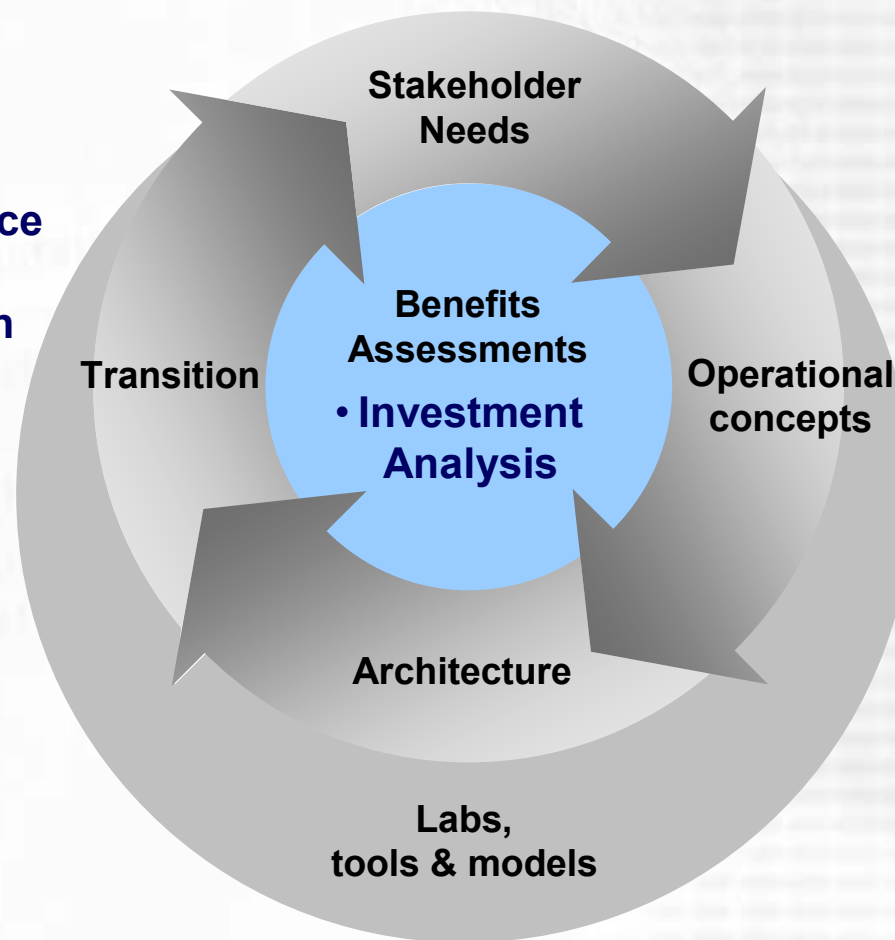 Stakeholder
Needs
Benefits
Assessments
• Investment
Analysis
Transition
Operational
concepts
Architecture
Labs,
tools & models